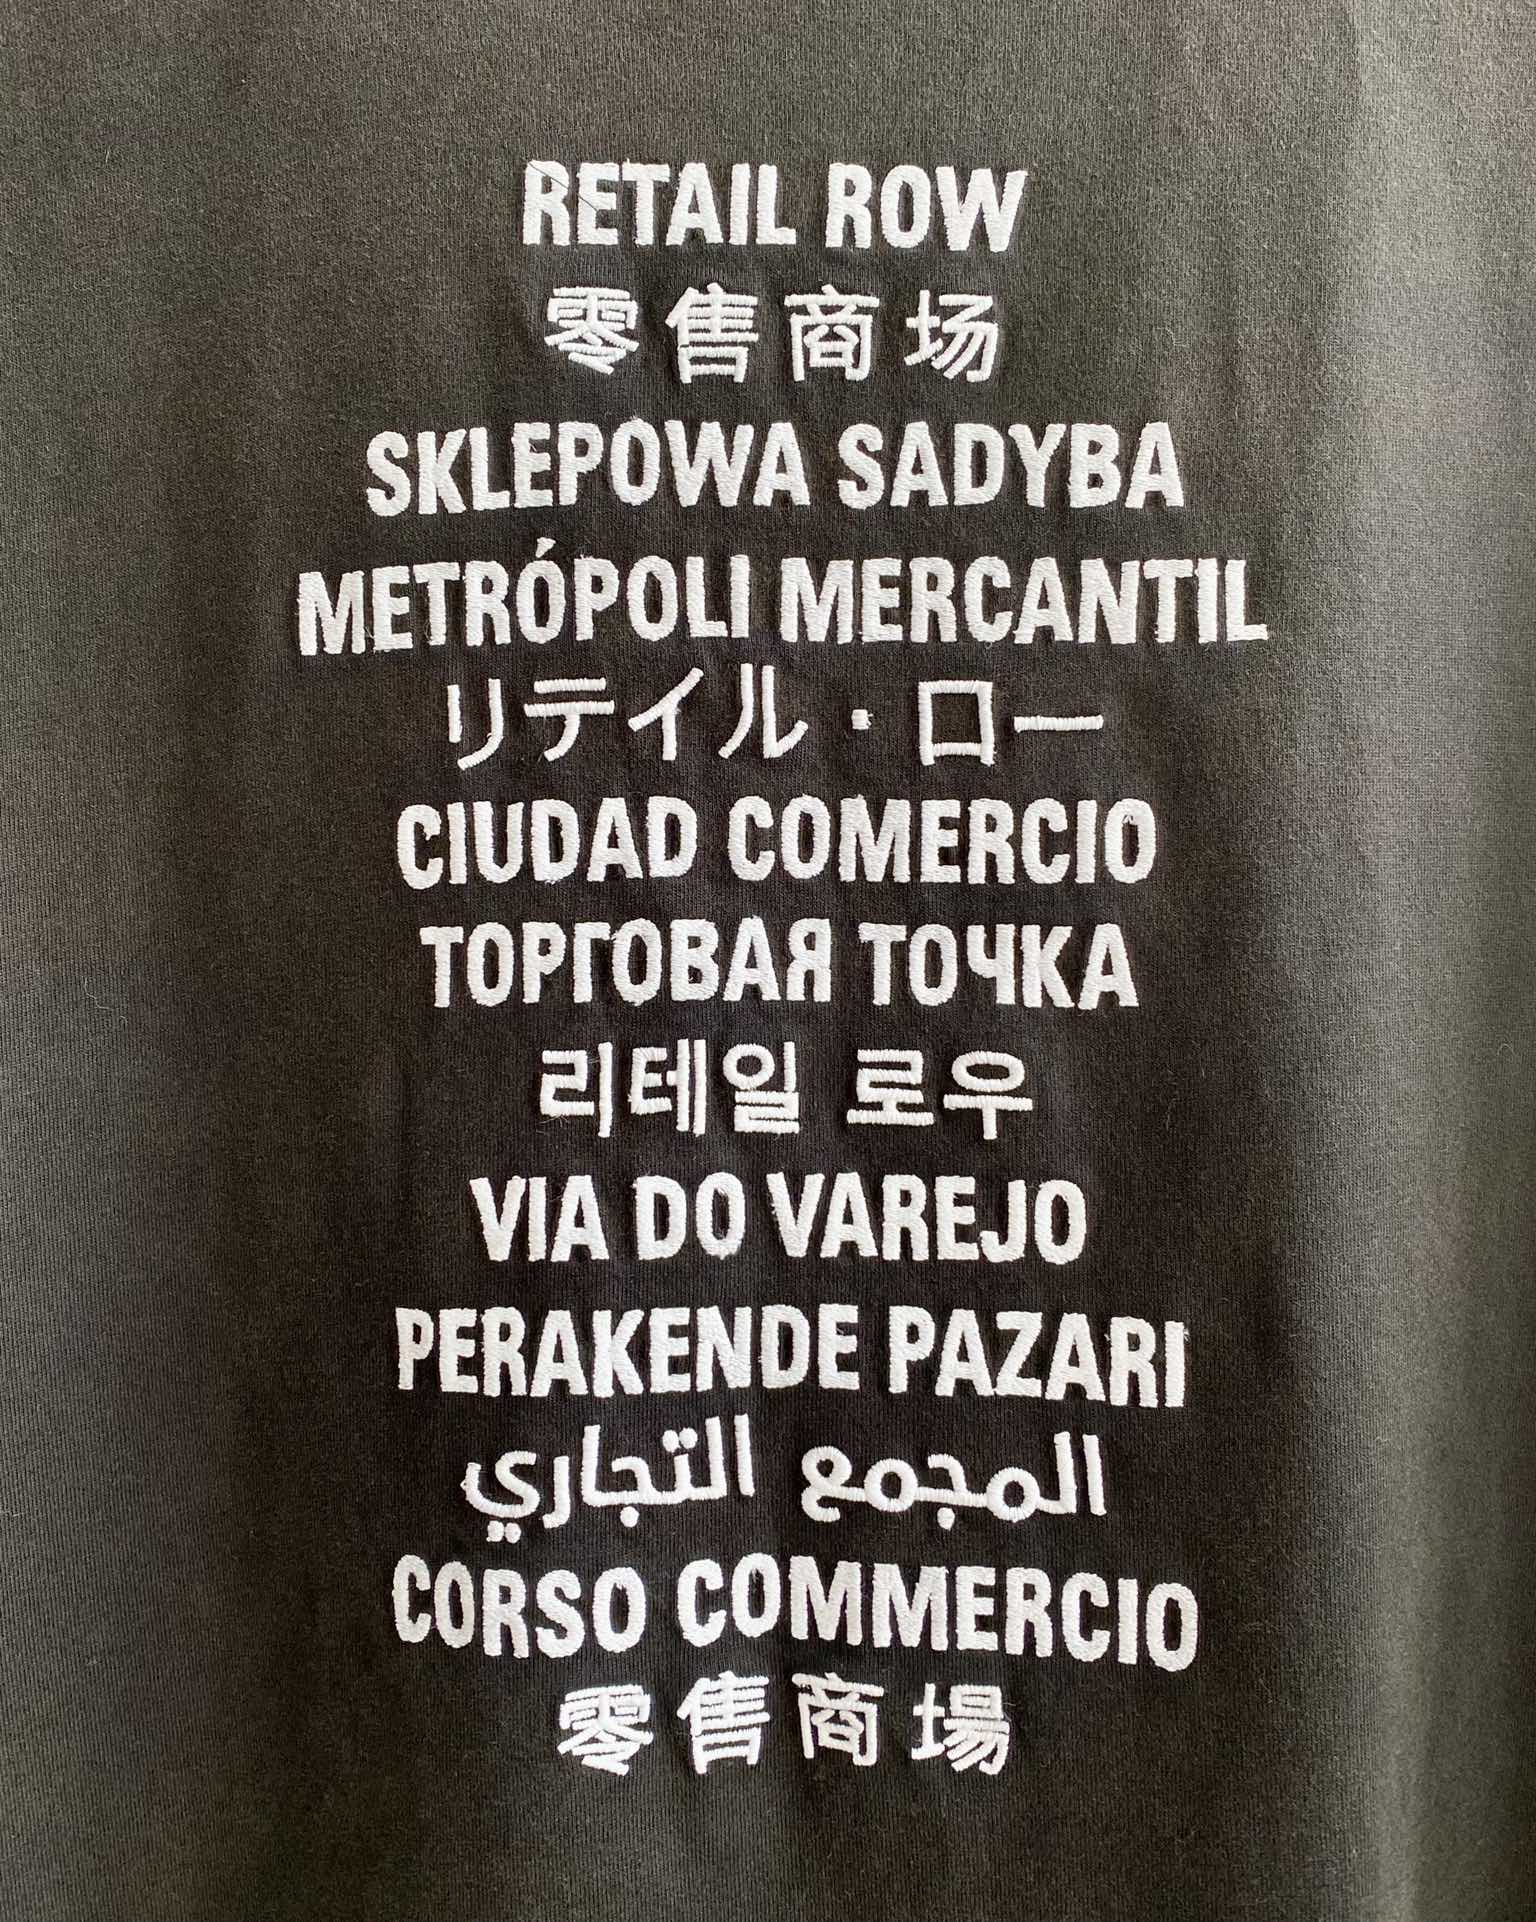 RETAIL ROW
零售商场
SKLEPOWA SADYBA
METRÓPOLI MERCANTIL
リテイル・ロー
CIUDAD COMERCIO
ТОРГОВАЯ ТОЧКА
리테일 로우
VIA DO VAREJO
PERAKENDE PAZARI
المجمع التجاري
CORSO COMMERCIO
零售商場